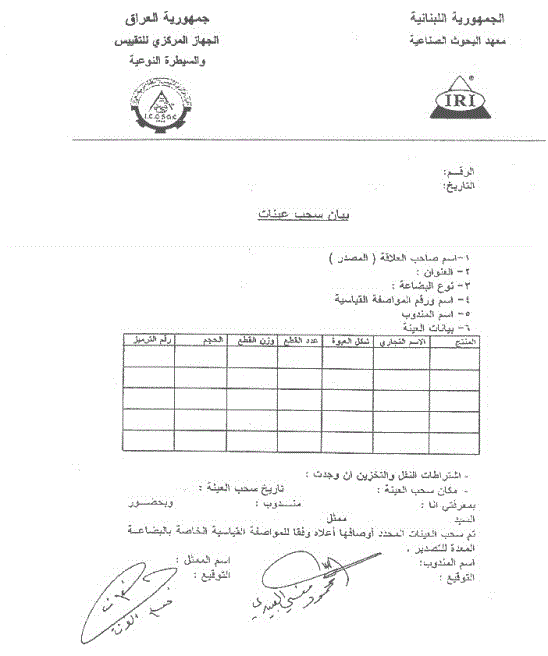 الجمهورية اللبنانية
معهد البحوث الصناعية
IRI
جمهورية العراق
الجهاز المركزي للتقييس
والسيطرة النوعية
I.C.O.S.Q.C.
الرقم:
التاريخ:
بيان سحب عينات
١-اسم صاحب العلاقة ( المصدر )
٢- العنوان :
٣- نوع البضاعة :
٤- اسم ورقم المواصفة القياسية
٥- اسم المندوب
٦- بيانات العينة
المنتج الاسم التجاري شكل العبوة عدد القطع وزن القطع الحجم رقم الترميز
- اشتراطات النقل والتخزين ان وجدت :
- مكان سحب العينة : تاريخ سحب العينة :
بمعرفتي انا : منـــدوب : وبحضور
السيد ممثل
تم سحب العينات المحدد أوصافها أعلاه وفقا للمواصفة القياسية الخاصة بالبضاعة
المعدة للتصدير .
اسم المندوب: اسم الممثل :
التوقيع : التوقيع :